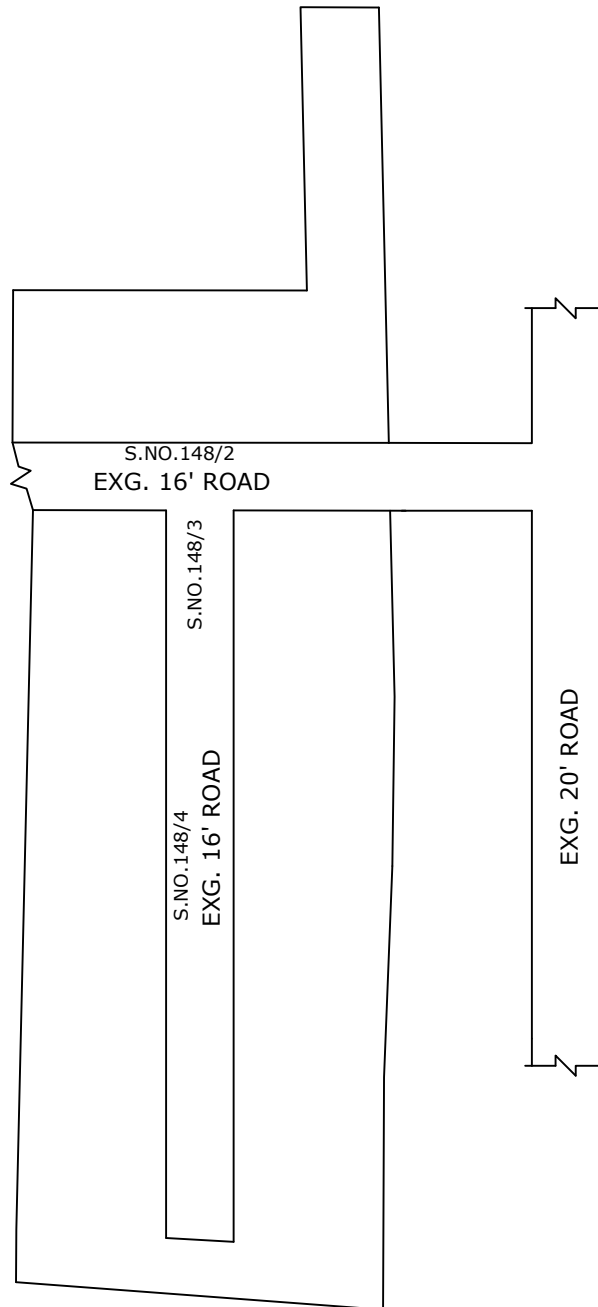 S.NO.148/2
EXG. 16' ROAD
S.NO.148/3
S.NO.148/4
EXG. 16' ROAD
EXG. 20' ROAD